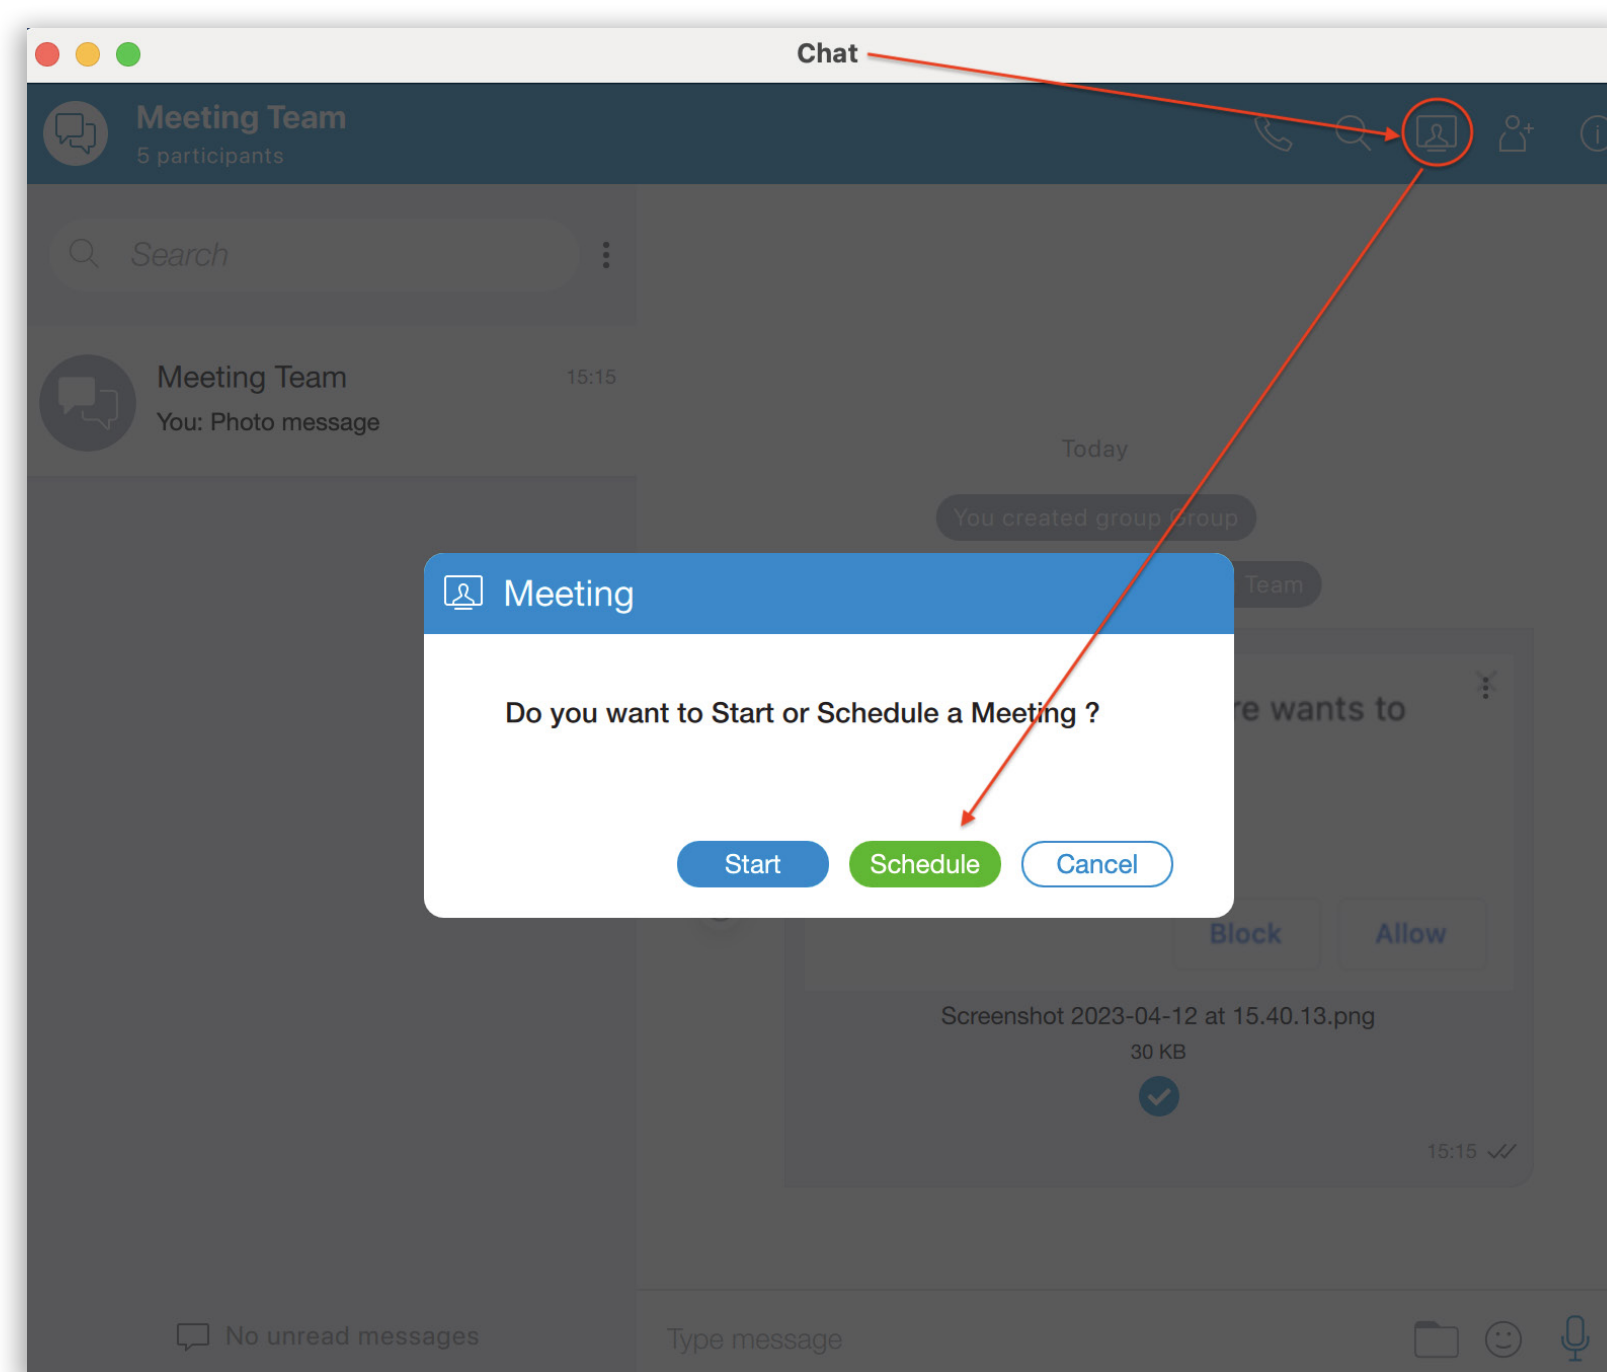 Chat
Meeting Team
5 participants
Search
Meeting Team
15:15
You: Photo message
Today
You created group Group
Team
Meeting
Do you want to Start or Schedule a Meeting ?
re wants to
Start
Schedule
Cancel
Block
Allow
Screenshot 2023-04-12 at 15.40.13.png
30 KB
15:15
No unread messages
Type message